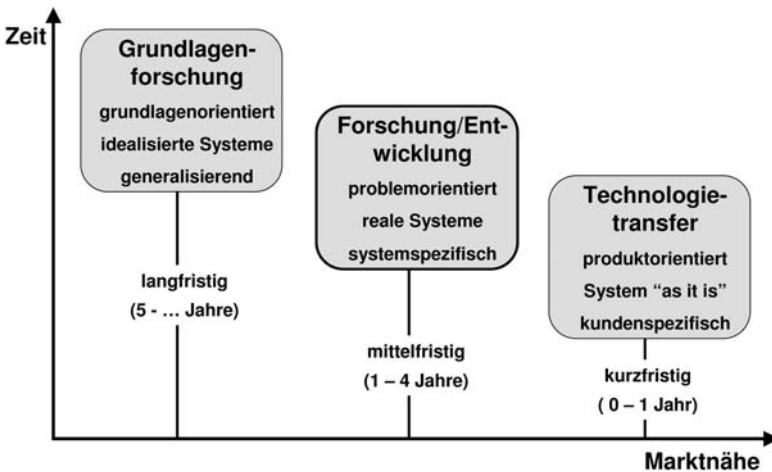 Zeit
Grundlagen-
forschung
grundlagenorientiert
idealisierte Systeme
generalisierend
langfristig
(5 - ... Jahre)
Forschung/Ent-
wicklung
problemorientiert
reale Systeme
systemspezifisch
mittelfristig
(1 – 4 Jahre)
Technologie-
transfer
produktorientiert
System "as it is"
kundenspezifisch
kurzfristig
( 0 – 1 Jahr)
Marktnähe